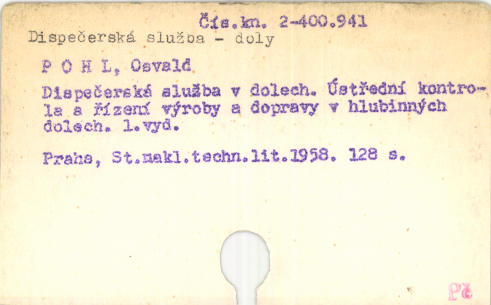 Čís.kn. 2-400.941
Dispečerská služba - doly
P O H L, Osvald
Dispečerská služba v dolech. Ústřední kontro-
la a řízení výroby a dopravy v hlubinných
dolech. 1.vyd.
Praha, St.nakl.techn.lit.1958. 128 s.
Pč